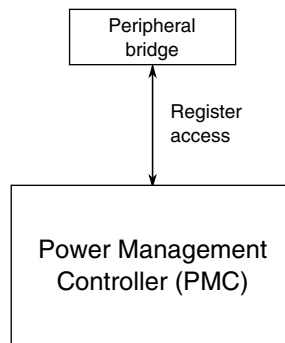 Peripheral
bridge
Register
access
Power Management
Controller (PMC)